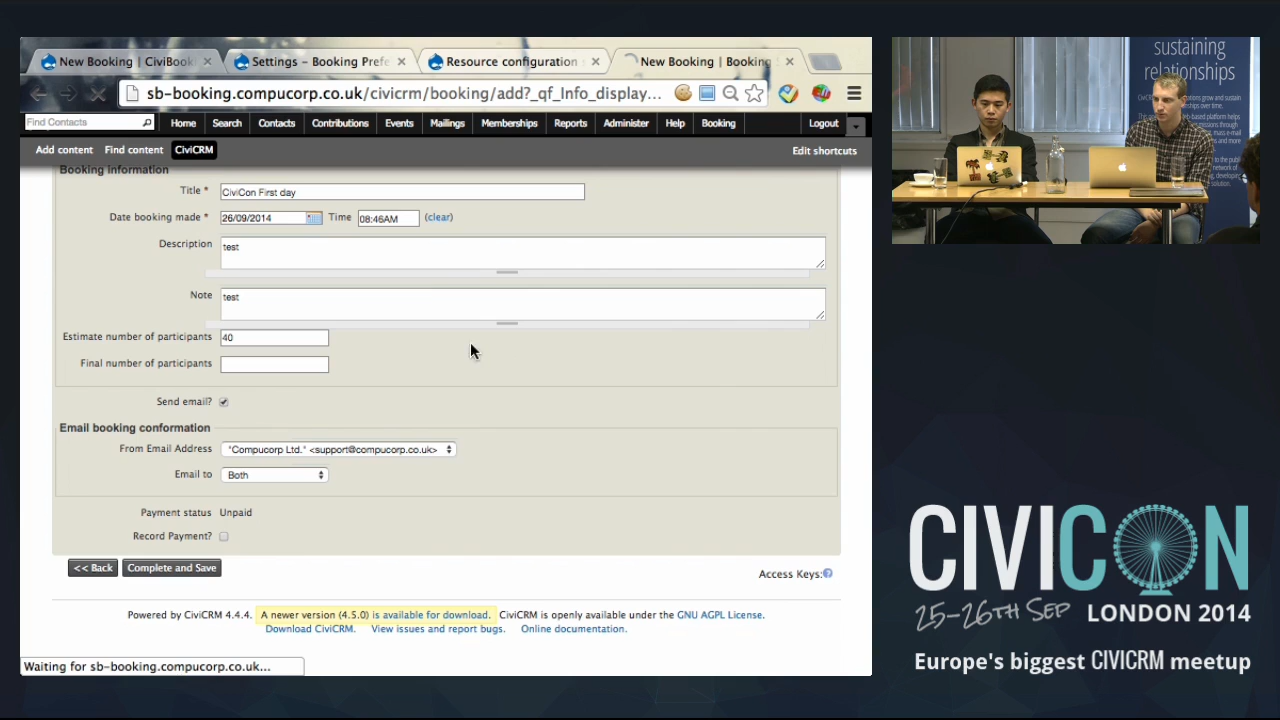 New Booking | CiviBook
Settings – Booking Prefe
Resource configuration
New Booking | Booking
sb-booking.compucorp.co.uk/civicrm/booking/add?_qf_Info_display...
Find Contacts
Home Search Contacts Contributions Events Mailings Memberships Reports Administer Help Booking Logout
Add content Find content CiviCRM Edit shortcuts
Booking information
Title * CiviCon First day
Date booking made * 26/09/2014 Time 08:46AM (clear)
Description test
Note test
Estimate number of participants 40
Final number of participants
Send email?
Email booking conformation
From Email Address "Compucorp Ltd." <support@compucorp.co.uk>
Email to Both
Payment status Unpaid
Record Payment?
<< Back Complete and Save
Access Keys:?
Powered by CiviCRM 4.4.4. A newer version (4.5.0) is available for download. CiviCRM is openly available under the GNU AGPL License.
Download CiviCRM. View issues and report bugs. Online documentation.
Waiting for sb-booking.compucorp.co.uk...
sustaining
relationships
CIVICON
25-26TH SEP LONDON 2014
Europe's biggest CIVICRM meetup